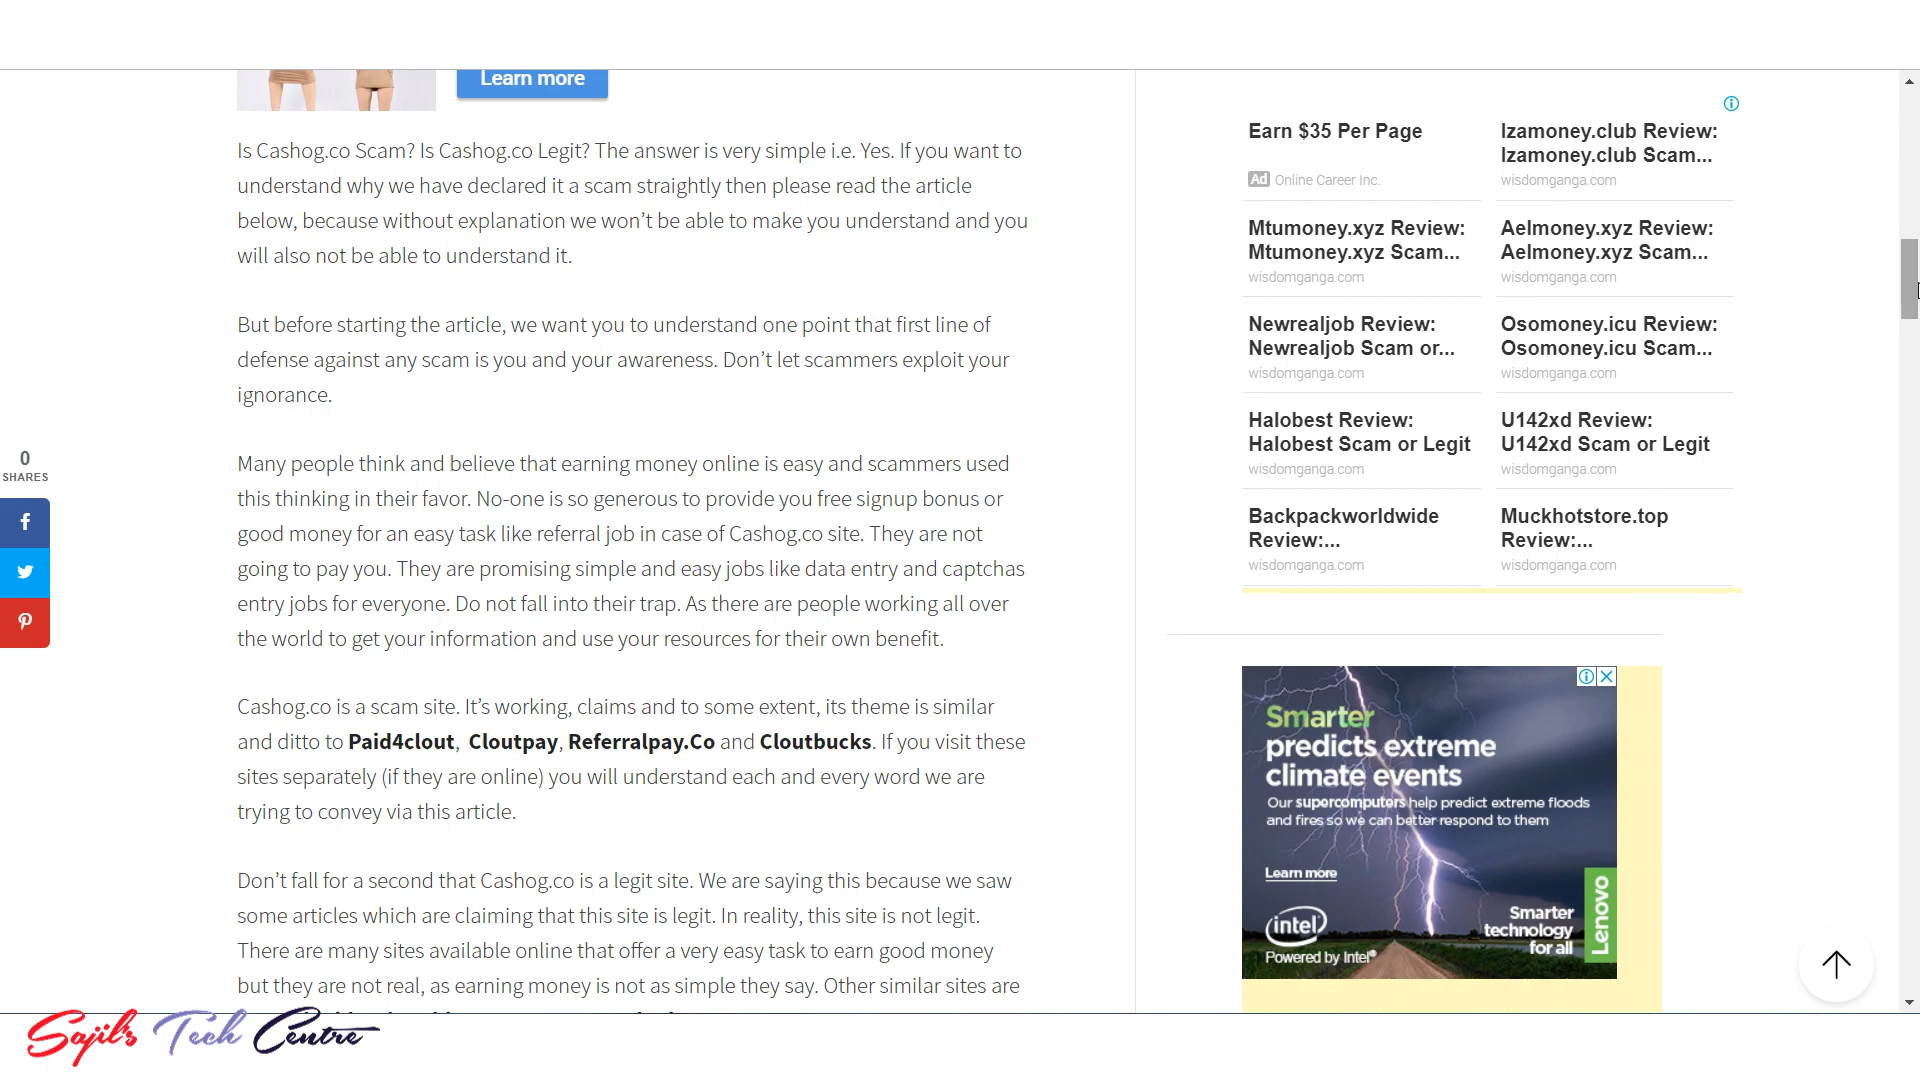 Learn more
Is Cashog.co Scam? Is Cashog.co Legit? The answer is very simple i.e. Yes. If you want to
understand why we have declared it a scam straightly then please read the article
below, because without explanation we won’t be able to make you understand and you
will also not be able to understand it.
But before starting the article, we want you to understand one point that first line of
defense against any scam is you and your awareness. Don’t let scammers exploit your
ignorance.
Many people think and believe that earning money online is easy and scammers used
this thinking in their favor. No-one is so generous to provide you free signup bonus or
good money for an easy task like referral job in case of Cashog.co site. They are not
going to pay you. They are promising simple and easy jobs like data entry and captchas
entry jobs for everyone. Do not fall into their trap. As there are people working all over
the world to get your information and use your resources for their own benefit.
Cashog.co is a scam site. It’s working, claims and to some extent, its theme is similar
and ditto to Paid4clout, Cloutpay, Referralpay.Co and Cloutbucks. If you visit these
sites separately (if they are online) you will understand each and every word we are
trying to convey via this article.
Don’t fall for a second that Cashog.co is a legit site. We are saying this because we saw
some articles which are claiming that this site is legit. In reality, this site is not legit.
There are many sites available online that offer a very easy task to earn good money
but they are not real, as earning money is not as simple they say. Other similar sites are
0
SHARES
Earn $35 Per Page
Ad Online Career Inc.
Izamoney.club Review:
Izamoney.club Scam...
wisdomganga.com
Mtumoney.xyz Review:
Mtumoney.xyz Scam...
wisdomganga.com
Aelmoney.xyz Review:
Aelmoney.xyz Scam...
wisdomganga.com
Newrealjob Review:
Newrealjob Scam or...
wisdomganga.com
Osomoney.icu Review:
Osomoney.icu Scam...
wisdomganga.com
Halobest Review:
Halobest Scam or Legit
wisdomganga.com
U142xd Review:
U142xd Scam or Legit
wisdomganga.com
Backpackworldwide
Review:...
wisdomganga.com
Muckhotstore.top
Review:...
wisdomganga.com
Smarter
predicts extreme
climate events
Our supercomputers help predict extreme floods
and fires so we can better respond to them
Learn more
intel
Powered by Intel®
Smarter
technology
for all
Lenovo
Sajil's Tech Centre